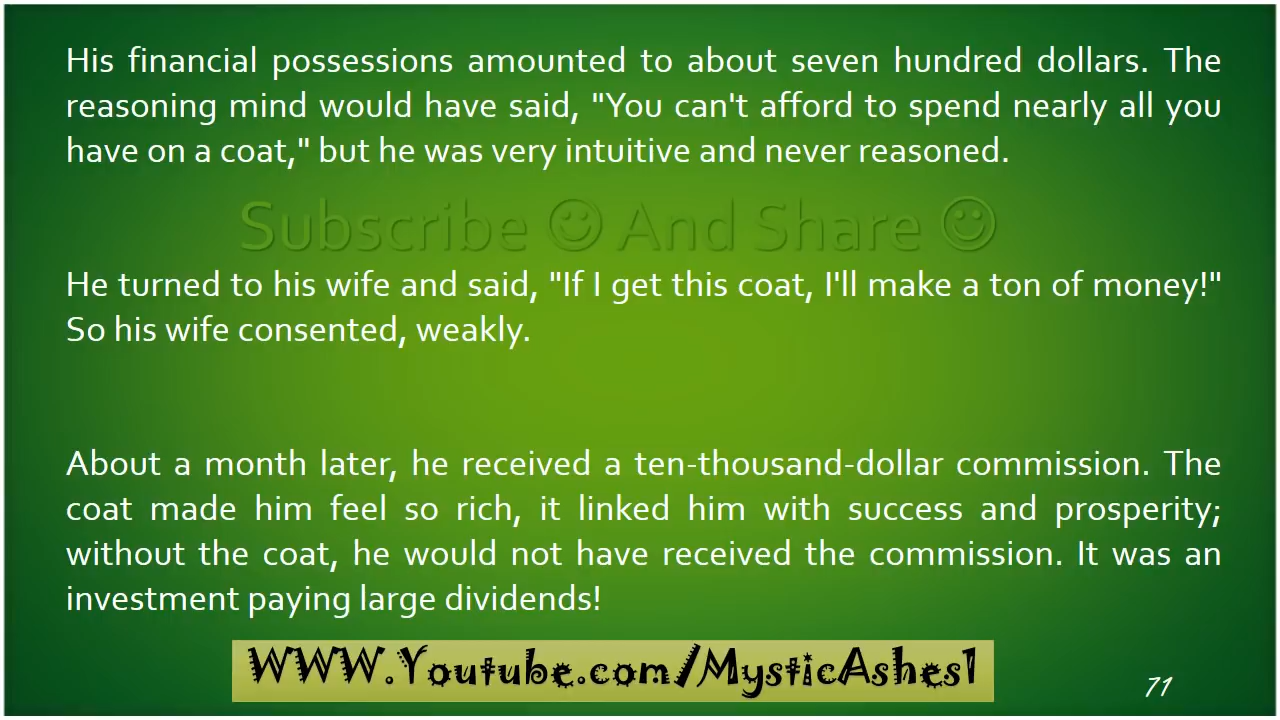 His financial possessions amounted to about seven hundred dollars. The
reasoning mind would have said, "You can't afford to spend nearly all you
have on a coat," but he was very intuitive and never reasoned.
Subscribe ☺ And Share ☺
He turned to his wife and said, "If I get this coat, I'll make a ton of money!"
So his wife consented, weakly.
About a month later, he received a ten-thousand-dollar commission. The
coat made him feel so rich, it linked him with success and prosperity;
without the coat, he would not have received the commission. It was an
investment paying large dividends!
WWW.Youtube.com/MysticAshes1
71